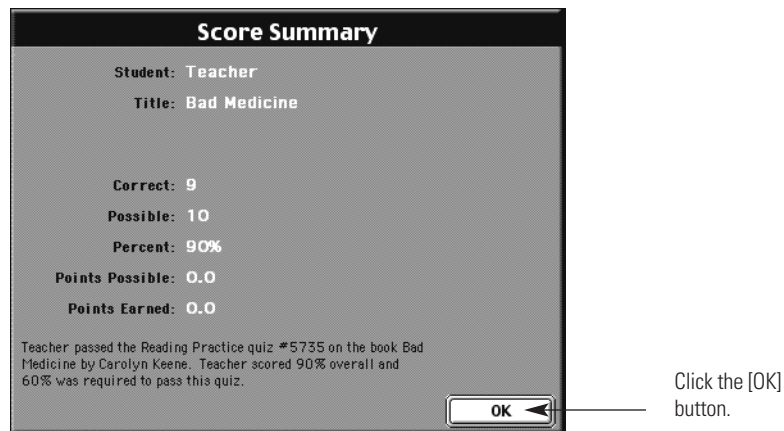 Score Summary
Student: Teacher
Title: Bad Medicine
Correct: 9
Possible: 10
Percent: 90%
Points Possible: 0.0
Points Earned: 0.0
Teacher passed the Reading Practice quiz #5735 on the book Bad
Medicine by Carolyn Keene. Teacher scored 90% overall and
60% was required to pass this quiz.
OK
Click the [OK]
button.